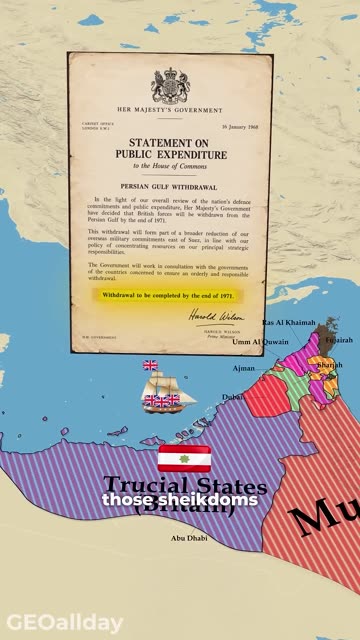 HER MAJESTY'S GOVERNMENT
CABINET OFFICE
LONDON S.W.1
16 January 1968
STATEMENT ON
PUBLIC EXPENDITURE
to the House of Commons
PERSIAN GULF WITHDRAWAL
In the light of our overall review of the nation's defence
commitments and public expenditure, Her Majesty's Government
have decided that British forces will be withdrawn from the
Persian Gulf by the end of 1971.
This withdrawal will form part of a broader reduction of our
overseas military commitments east of Suez, in line with our
policy of concentrating resources on our principal strategic
responsibilities.
The Government will work in consultation with the governments
of the countries concerned to ensure an orderly and responsible
withdrawal.
Withdrawal to be completed by the end of 1971.
Harold Wilson
HAROLD WILSON
Prime Minister
H.M. GOVERNMENT
Ras Al Khaimah
Fujairah
Umm Al Quwain
Sharjah
Ajman
Dubai
Trucial States
those sheikdoms
(Britain)
Mu
Abu Dhabi
GEOallday